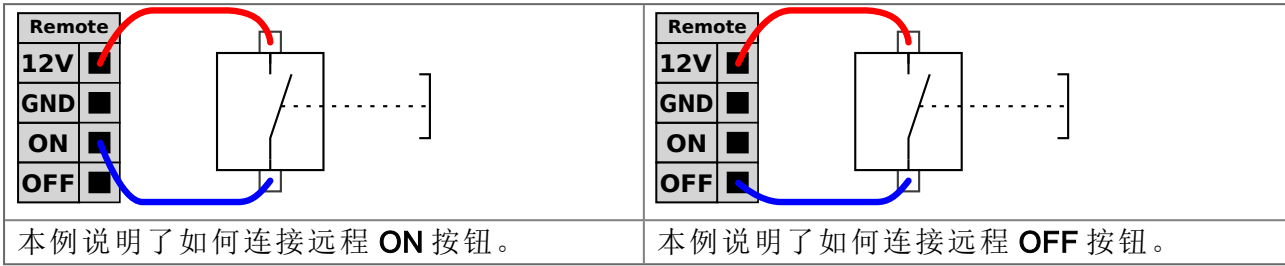 Remote
12V
GND
ON
OFF
本例说明了如何连接远程 ON 按钮。
Remote
12V
GND
ON
OFF
本例说明了如何连接远程 OFF 按钮。